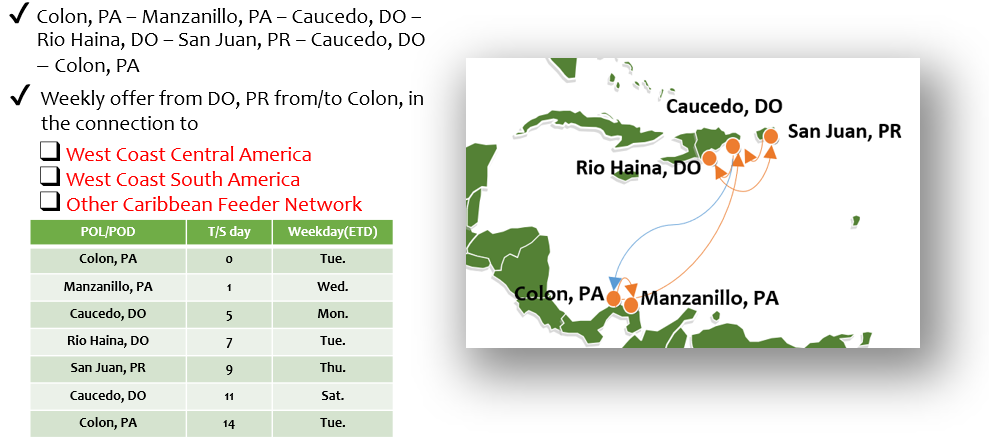 ✓ Colon, PA – Manzanillo, PA – Caucedo, DO –
Rio Haina, DO – San Juan, PR – Caucedo, DO
– Colon, PA
✓ Weekly offer from DO, PR from/to Colon, in
the connection to
❑ West Coast Central America
❑ West Coast South America
❑ Other Caribbean Feeder Network
POL/POD T/S day Weekday(ETD)
Colon, PA 0 Tue.
Manzanillo, PA 1 Wed.
Caucedo, DO 5 Mon.
Rio Haina, DO 7 Tue.
San Juan, PR 9 Thu.
Caucedo, DO 11 Sat.
Colon, PA 14 Tue.
Caucedo, DO
San Juan, PR
Rio Haina, DO
Colon, PA
Manzanillo, PA